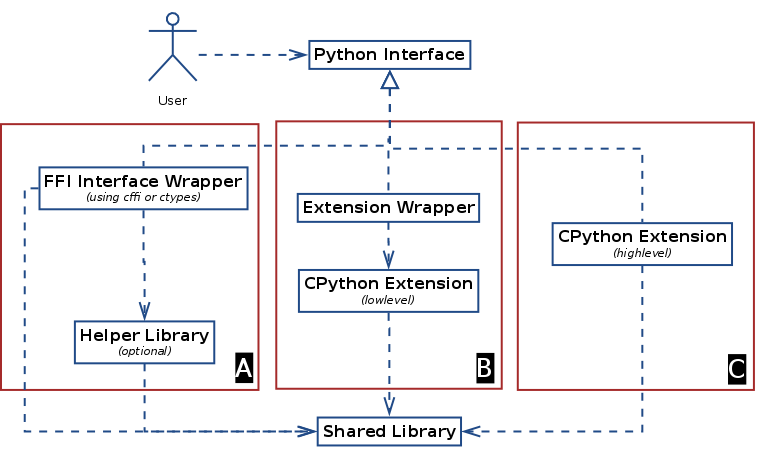 User
Python Interface
FFI Interface Wrapper
(using cffi or ctypes)
Helper Library
(optional)
A
Extension Wrapper
CPython Extension
(lowlevel)
B
CPython Extension
(highlevel)
C
Shared Library